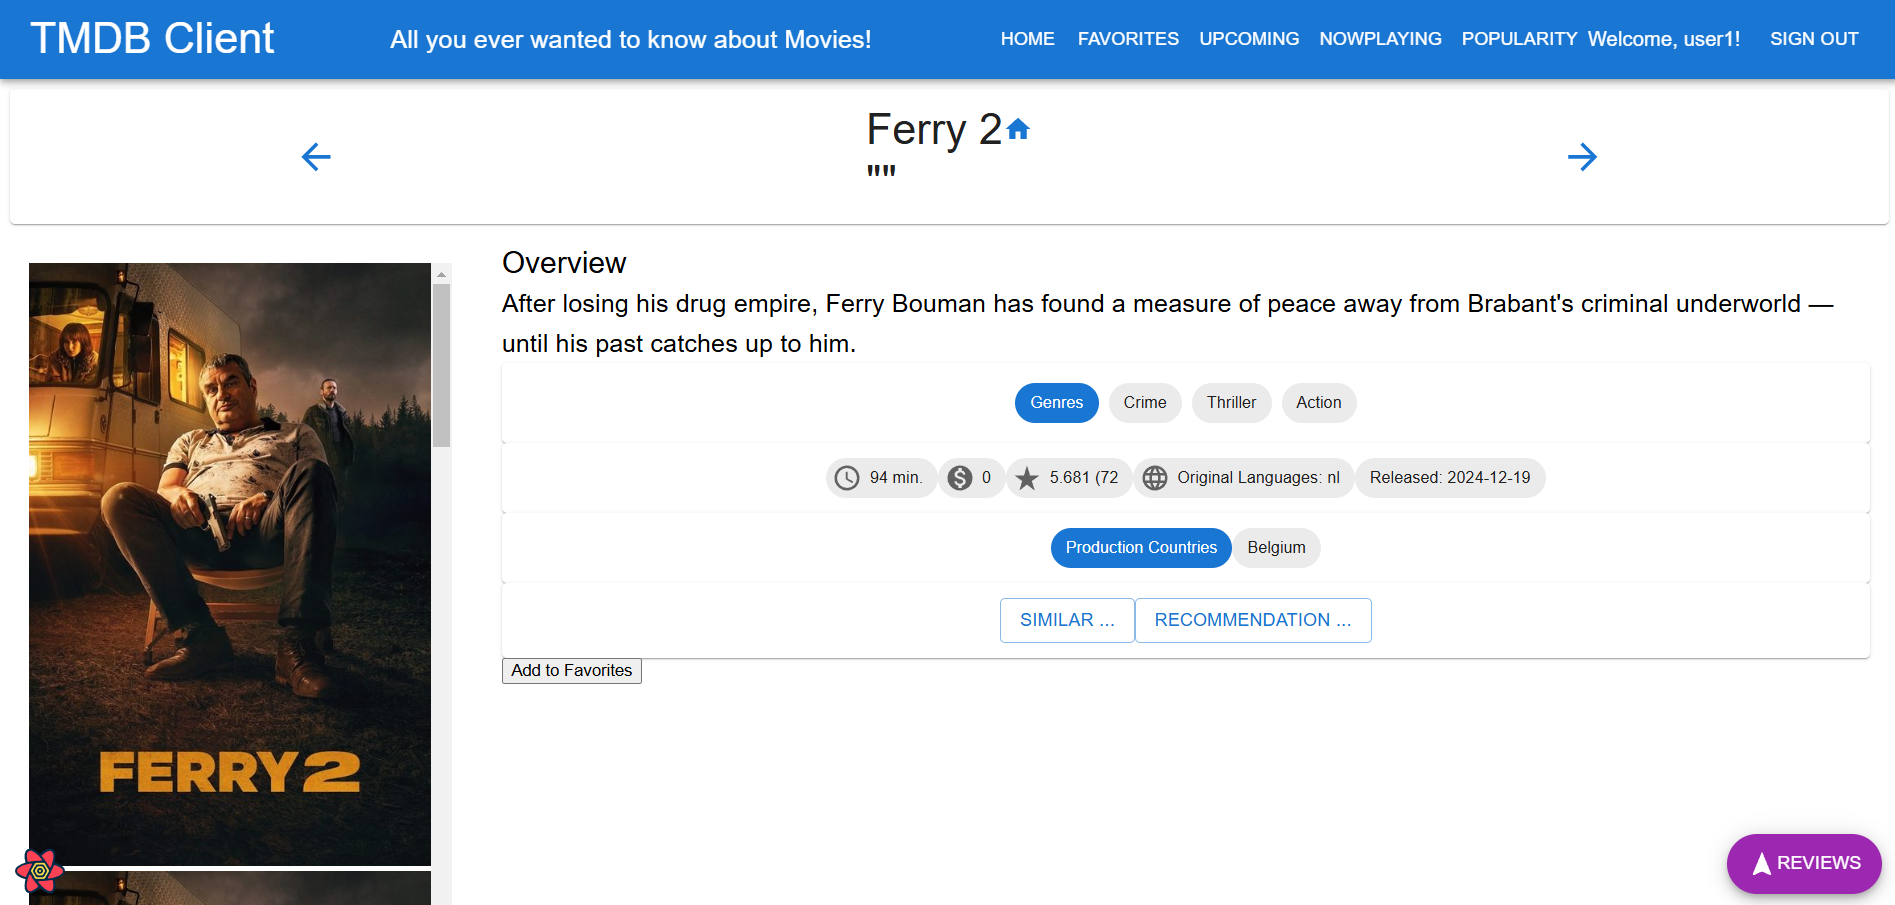 TMDB Client
All you ever wanted to know about Movies!
HOME FAVORITES UPCOMING NOWPLAYING POPULARITY Welcome, user1! SIGN OUT
Ferry 2
""
Overview
After losing his drug empire, Ferry Bouman has found a measure of peace away from Brabant's criminal underworld —
until his past catches up to him.
Genres Crime Thriller Action
94 min. 0 5.681 (72 Original Languages: nl Released: 2024-12-19
Production Countries Belgium
SIMILAR ... RECOMMENDATION ...
Add to Favorites
FERRY 2
REVIEWS